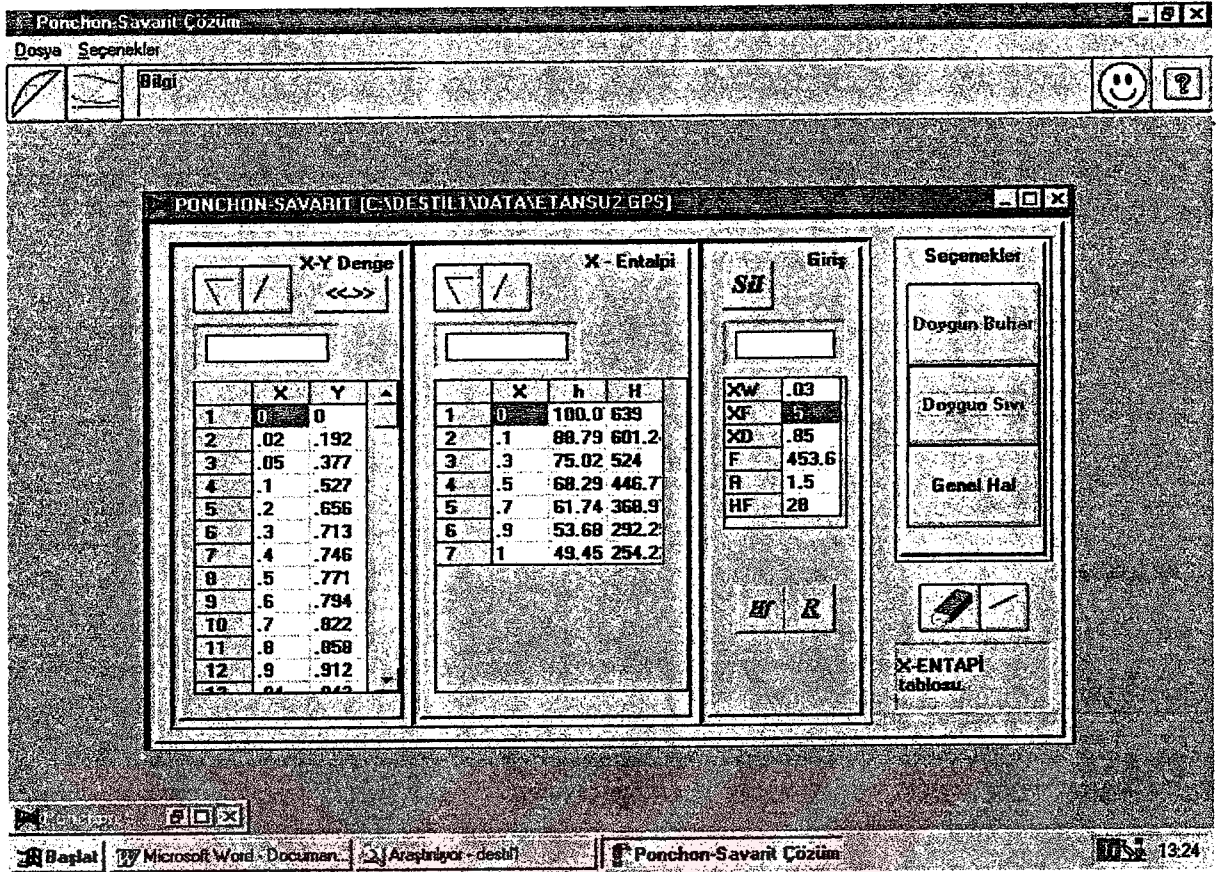 Ponchon-Savarit Çözüm
Dosya Seçenekler
Bilgi
PONCHON-SAVARIT [C:\DESTIL1\DATA\ETANSU2.GPS]
X-Y Denge
<<.>>
X Y
1 0 0
2 .02 .192
3 .05 .377
4 .1 .527
5 .2 .656
6 .3 .713
7 .4 .746
8 .5 .771
9 .6 .794
10 .7 .822
11 .8 .858
12 .9 .912
X - Entalpi
X h H
1 0 100.0 639
2 .1 88.79 601.2
3 .3 75.02 524
4 .5 68.29 446.7
5 .7 61.74 368.9
6 .9 53.68 292.2
7 1 49.45 254.2
Giriş
Sil
XW .03
XF .5
XD .85
F 453.6
R 1.5
HF 28
Hf R
Seçenekler
Doygun Buhar
Doygun Sıvı
Genel Hal
X-ENTAPİ
tablosu.
Başlat
Microsoft Word - Documan...
Araştırılıyor - destil1
Ponchon-Savarit Çözüm
13:24